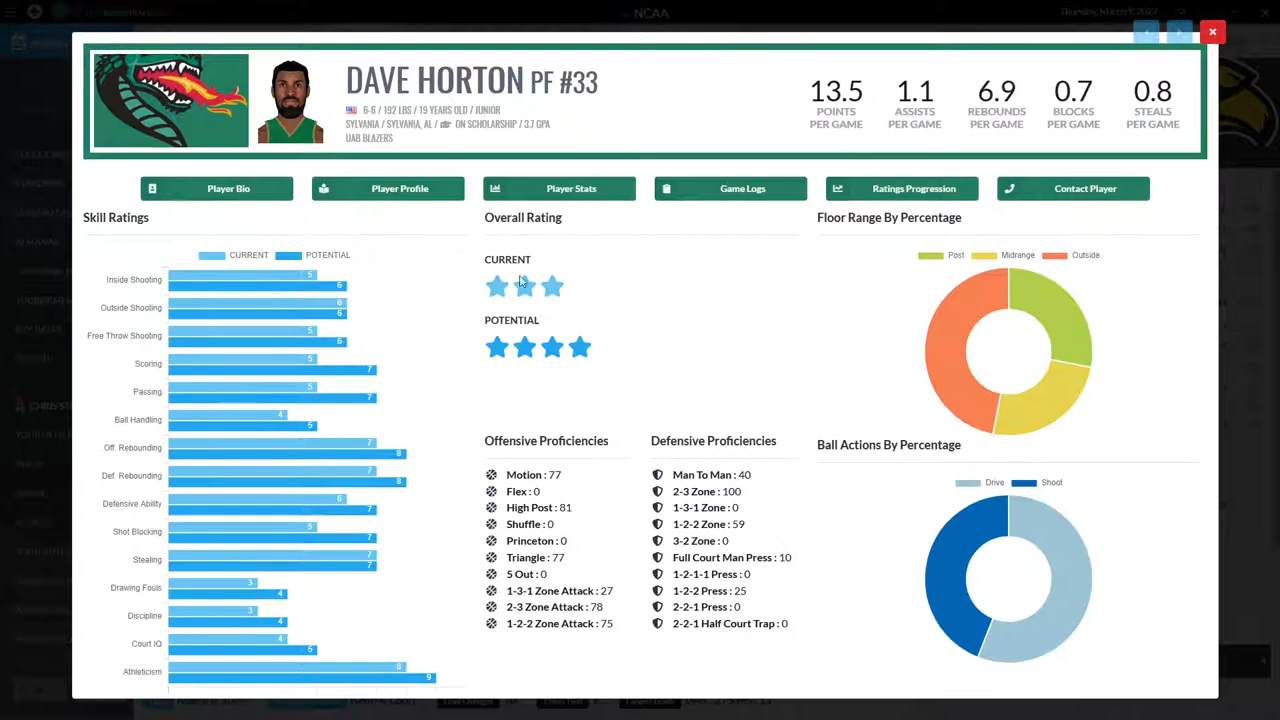 NCAA
Thursday, March 9, 2023
DAVE HORTON PF #33
6-6 / 192 LBS / 19 YEARS OLD / JUNIOR
SYLVANIA / SYLVANIA, AL / ON SCHOLARSHIP / 3.7 GPA
UAB BLAZERS
13.5 1.1 6.9 0.7 0.8
POINTS ASSISTS REBOUNDS BLOCKS STEALS
PER GAME PER GAME PER GAME PER GAME PER GAME
Player Bio Player Profile Player Stats Game Logs Ratings Progression Contact Player
Skill Ratings
CURRENT POTENTIAL
Inside Shooting 5 6
Outside Shooting 6 6
Free Throw Shooting 5 6
Scoring 5 7
Passing 5 7
Ball Handling 4 5
Off. Rebounding 7 8
Def. Rebounding 7 8
Defensive Ability 6 7
Shot Blocking 5 7
Stealing 7 7
Drawing Fouls 3 4
Discipline 3 4
Court IQ 4 5
Athleticism 8 9
Overall Rating
CURRENT
POTENTIAL
Offensive Proficiencies
Motion : 77
Flex : 0
High Post : 81
Shuffle : 0
Princeton : 0
Triangle : 77
5 Out : 0
1-3-1 Zone Attack : 27
2-3 Zone Attack : 78
1-2-2 Zone Attack : 75
Defensive Proficiencies
Man To Man : 40
2-3 Zone : 100
1-3-1 Zone : 0
1-2-2 Zone : 59
3-2 Zone : 0
Full Court Man Press : 10
1-2-1-1 Press : 0
1-2-2 Press : 25
2-2-1 Press : 0
2-2-1 Half Court Trap : 0
Floor Range By Percentage
Post Midrange Outside
Ball Actions By Percentage
Drive Shoot